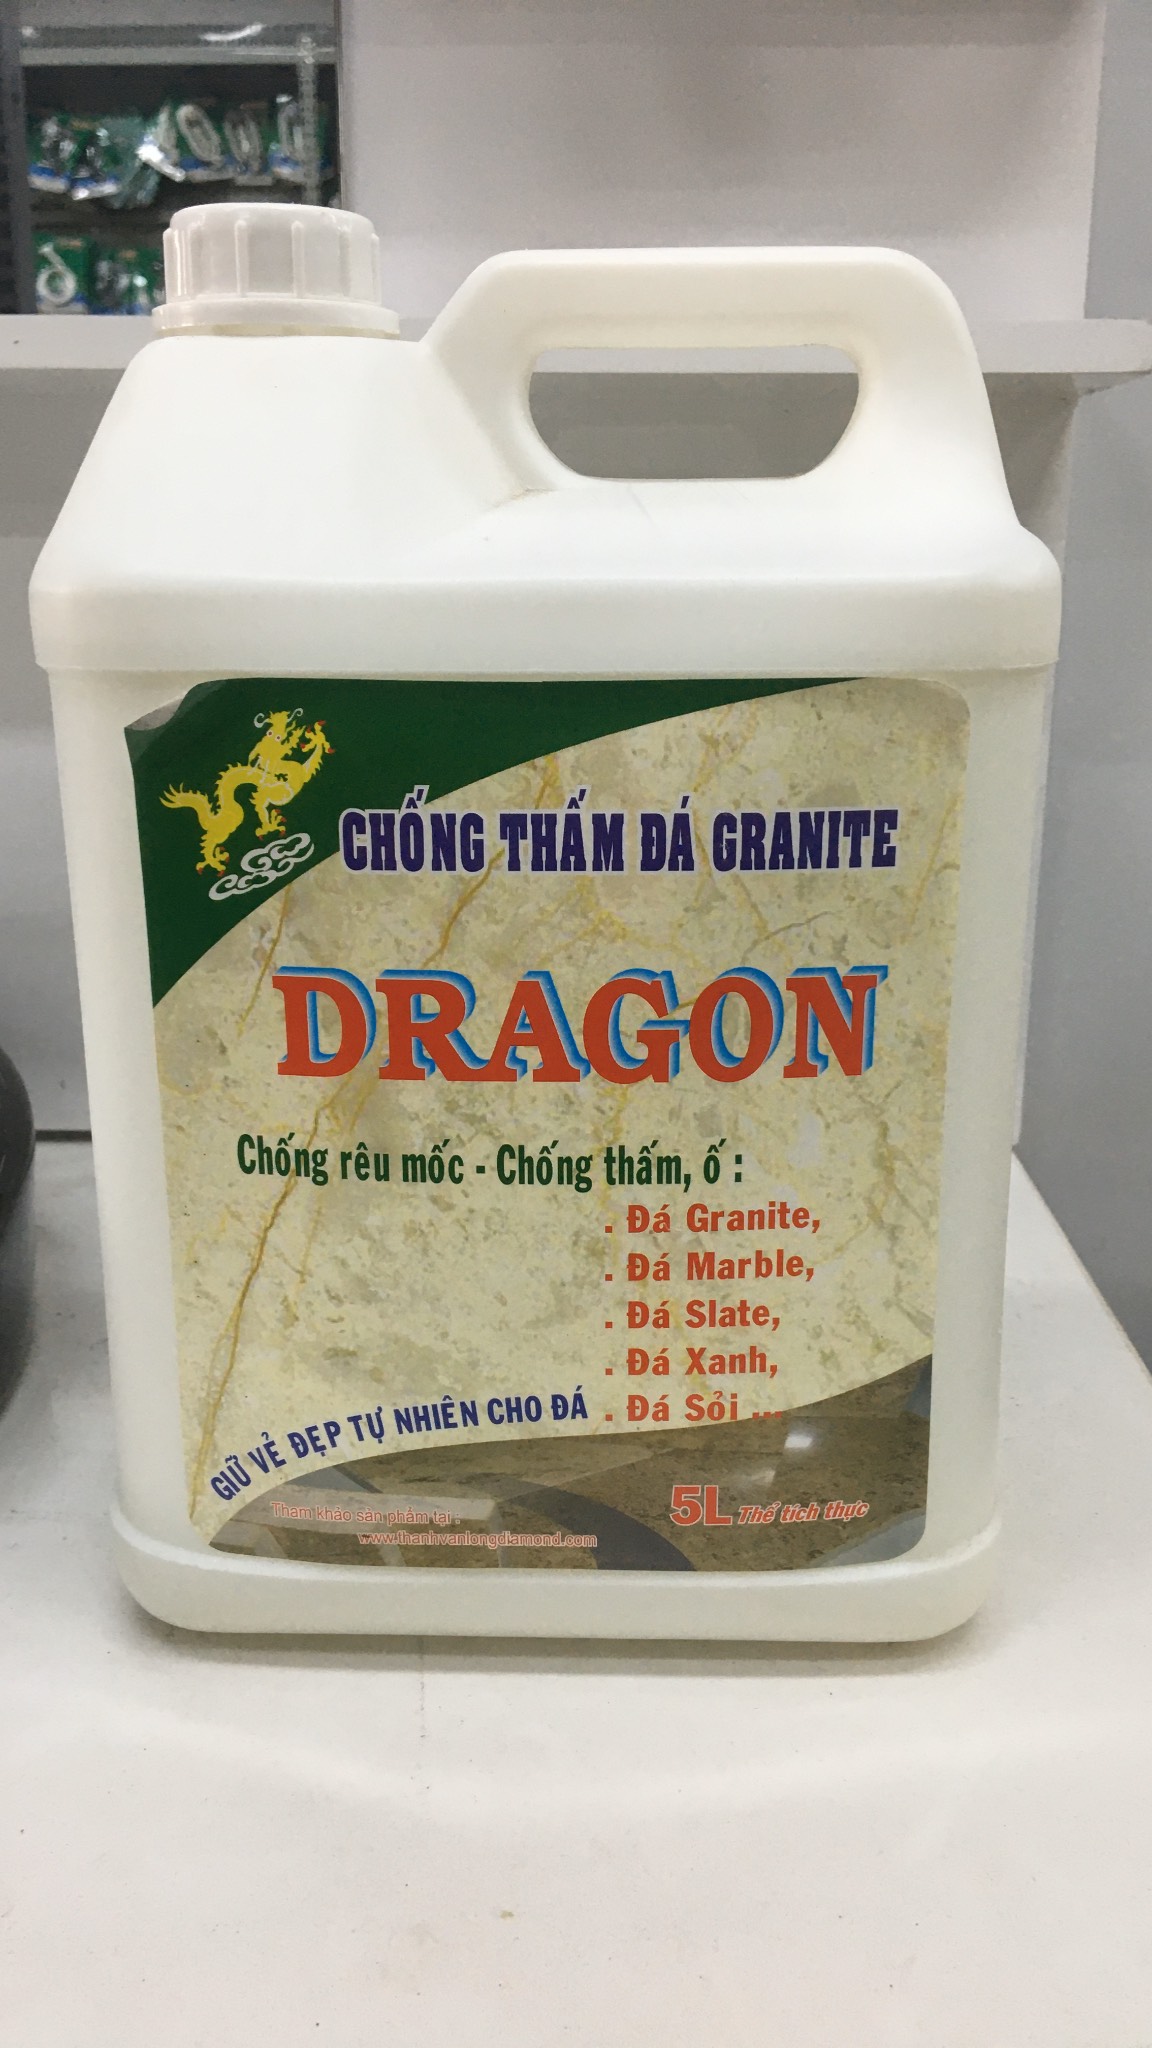 CHỐNG THẤM ĐÁ GRANITE
DRAGON
Chống rêu mốc - Chống thấm, ố :
. Đá Granite,
. Đá Marble,
. Đá Slate,
. Đá Xanh,
. Đá Sỏi ...
GIỮ VẺ ĐẸP TỰ NHIÊN CHO ĐÁ
5L Thể tích thực
Tham khảo sản phẩm tại :
www.thanhvanlongdiamond.com